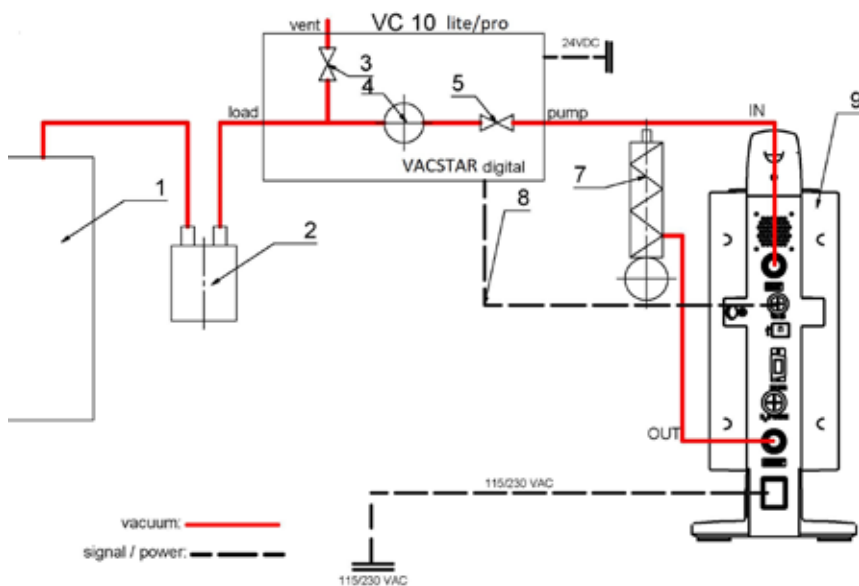 vent
VC 10 lite/pro
24VDC
3
4
5
load
pump
IN
9
VACSTAR digital
7
1
8
2
OUT
115/230 VAC
vacuum:
signal / power:
115/230 VAC